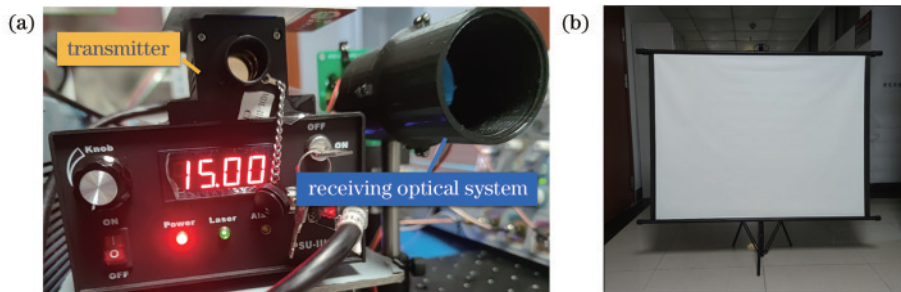 (a)
transmitter
OFF
ON
Knob
15.00
receiving optical system
ON
Power
Laser
I
O
OFF
(b)